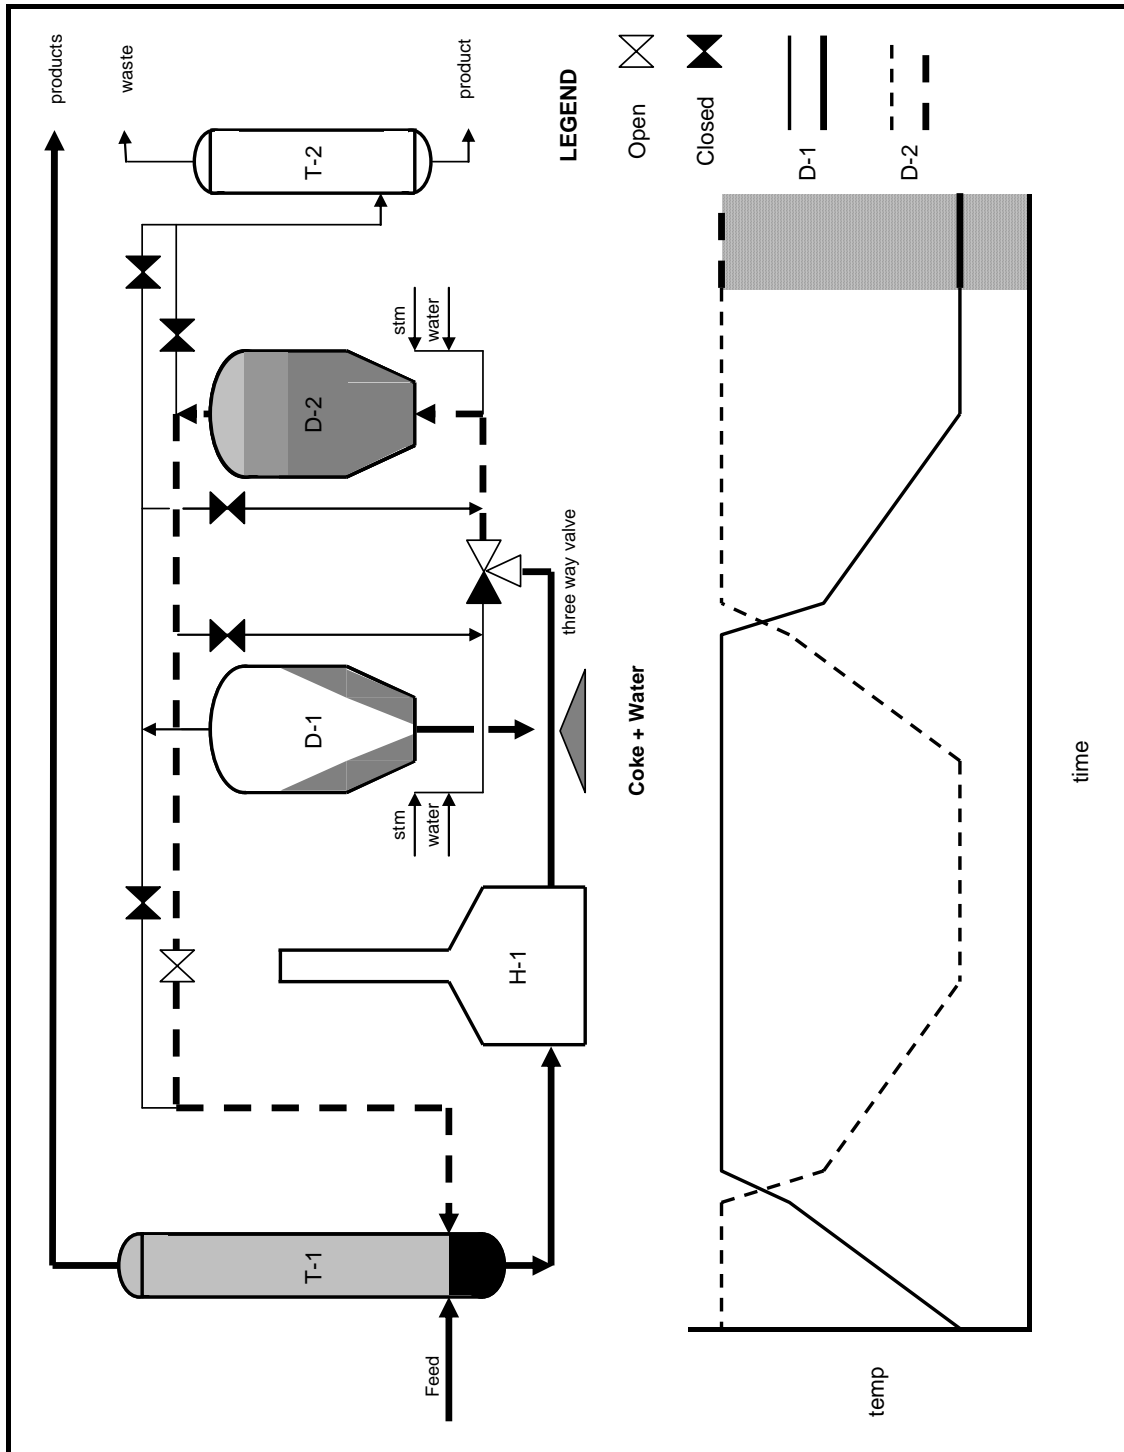 products
waste
product
T-2
LEGEND
Open
Closed
D-1
D-2
stm
water
D-2
three way valve
D-1
stm
water
Coke + Water
H-1
T-1
Feed
temp
time